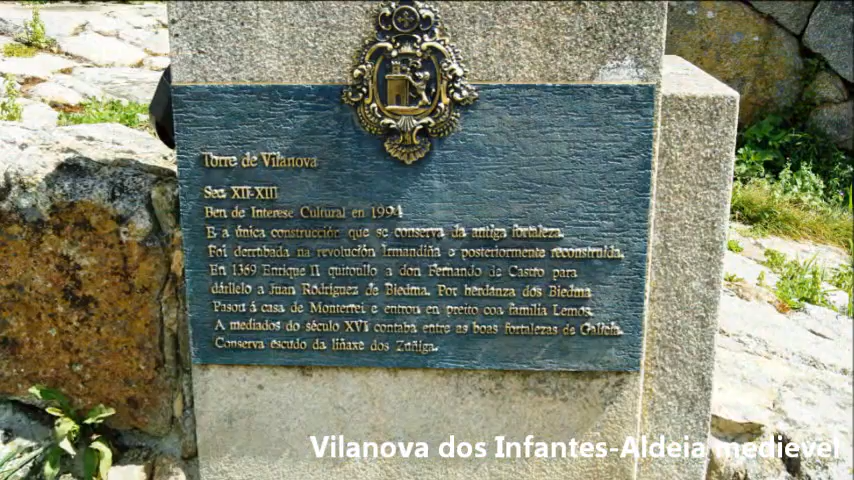 Torre de Vilanova
Sec. XII-XIII
Ben de Interese Cultural en 1994
E a única construcción que se conserva da antiga fortaleza.
Foi derrubada na revolución Irmandiña e posteriormente reconstruida.
En 1369 Enrique II quitoullo a don Fernando de Castro para
dárllelo a Juan Rodríguez de Biedma. Por herdanza dos Biedma
Pasou á casa de Monterrei e entrou en preito coa familia Lemos.
A mediados do século XVI contaba entre as boas fortalezas de Galicia.
Conserva escudo da liñaxe dos Zúñiga.
Vilanova dos Infantes-Aldeia medievel